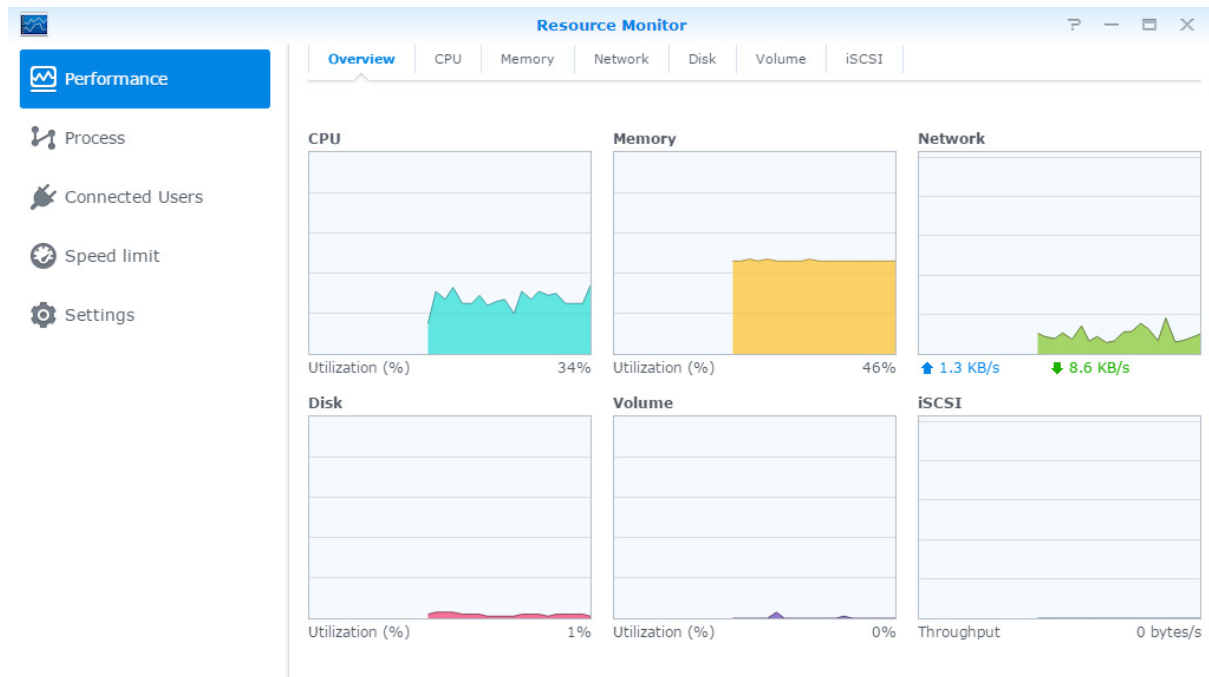 Resource Monitor
Performance
Process
Connected Users
Speed limit
Settings
Overview CPU Memory Network Disk Volume iSCSI
CPU Memory Network
Utilization (%) 34% Utilization (%) 46% 1.3 KB/s 8.6 KB/s
Disk Volume iSCSI
Utilization (%) 1% Utilization (%) 0% Throughput 0 bytes/s